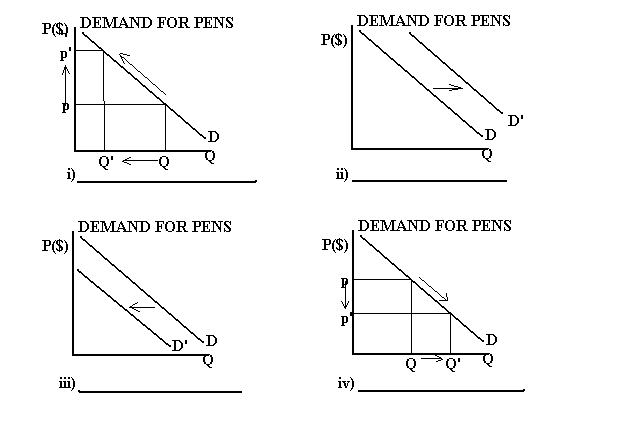 DEMAND FOR PENS
P($)
p'
p
D
Q' Q Q
i)
DEMAND FOR PENS
P($)
D'
D
Q
ii)
DEMAND FOR PENS
P($)
D
D'
Q
iii)
DEMAND FOR PENS
P($)
p
p'
D
Q Q' Q
iv)